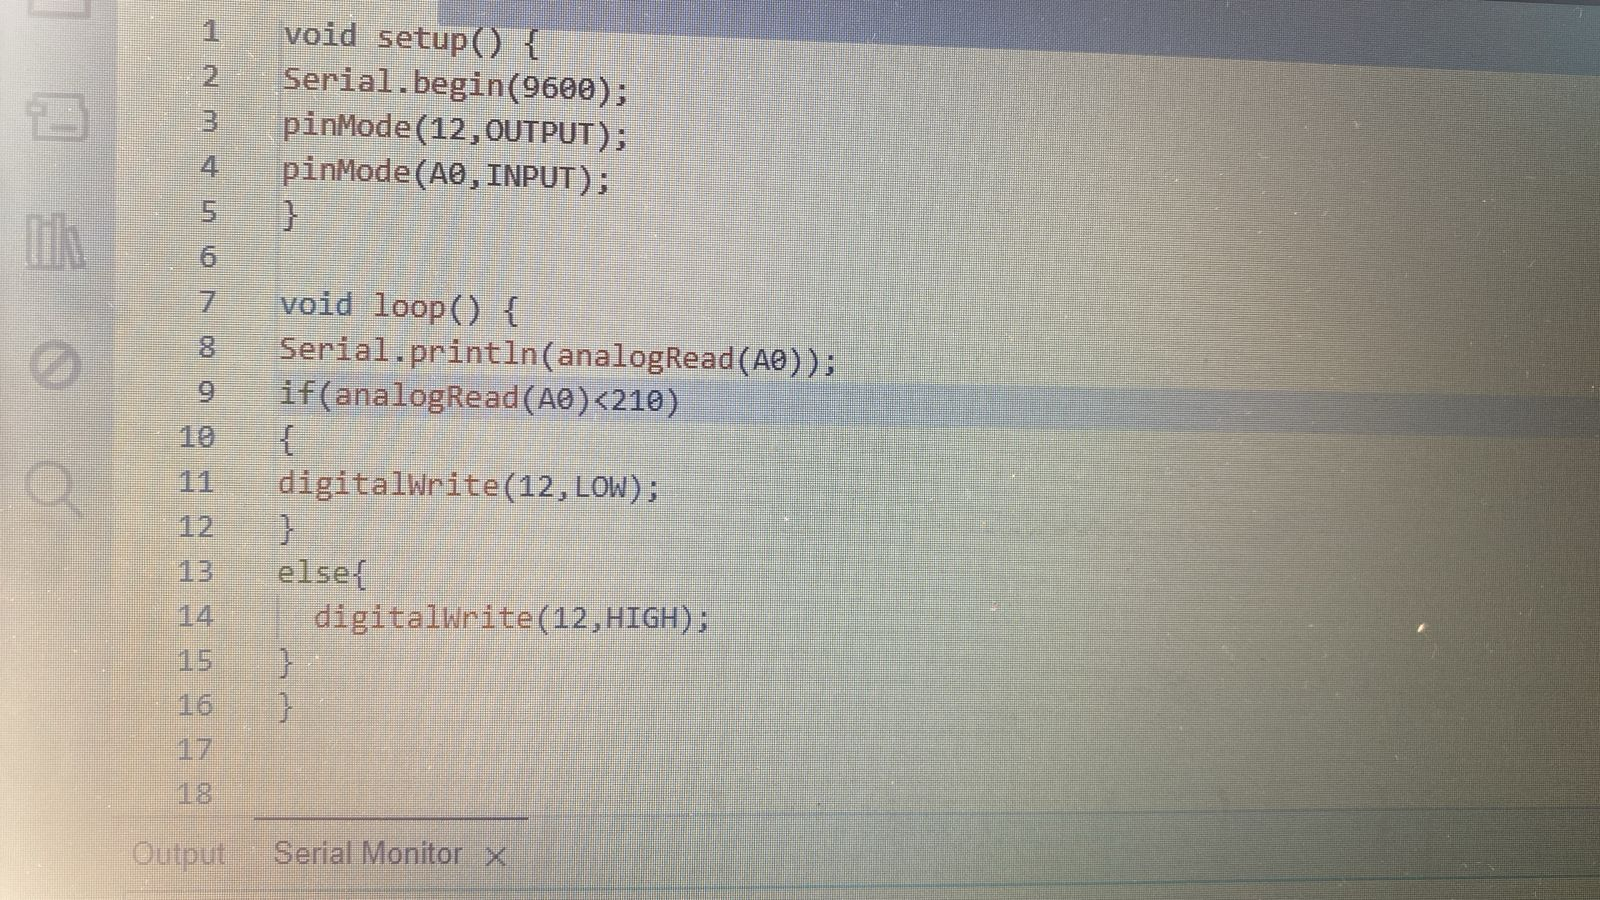 1 void setup() {
2 Serial.begin(9600);
3 pinMode(12,OUTPUT);
4 pinMode(A0,INPUT);
5 }
6
7 void loop() {
8 Serial.println(analogRead(A0));
9 if(analogRead(A0)<210)
10 {
11 digitalWrite(12,LOW);
12 }
13 else{
14 digitalWrite(12,HIGH);
15 }
16 }
17
18
Output Serial Monitor ×